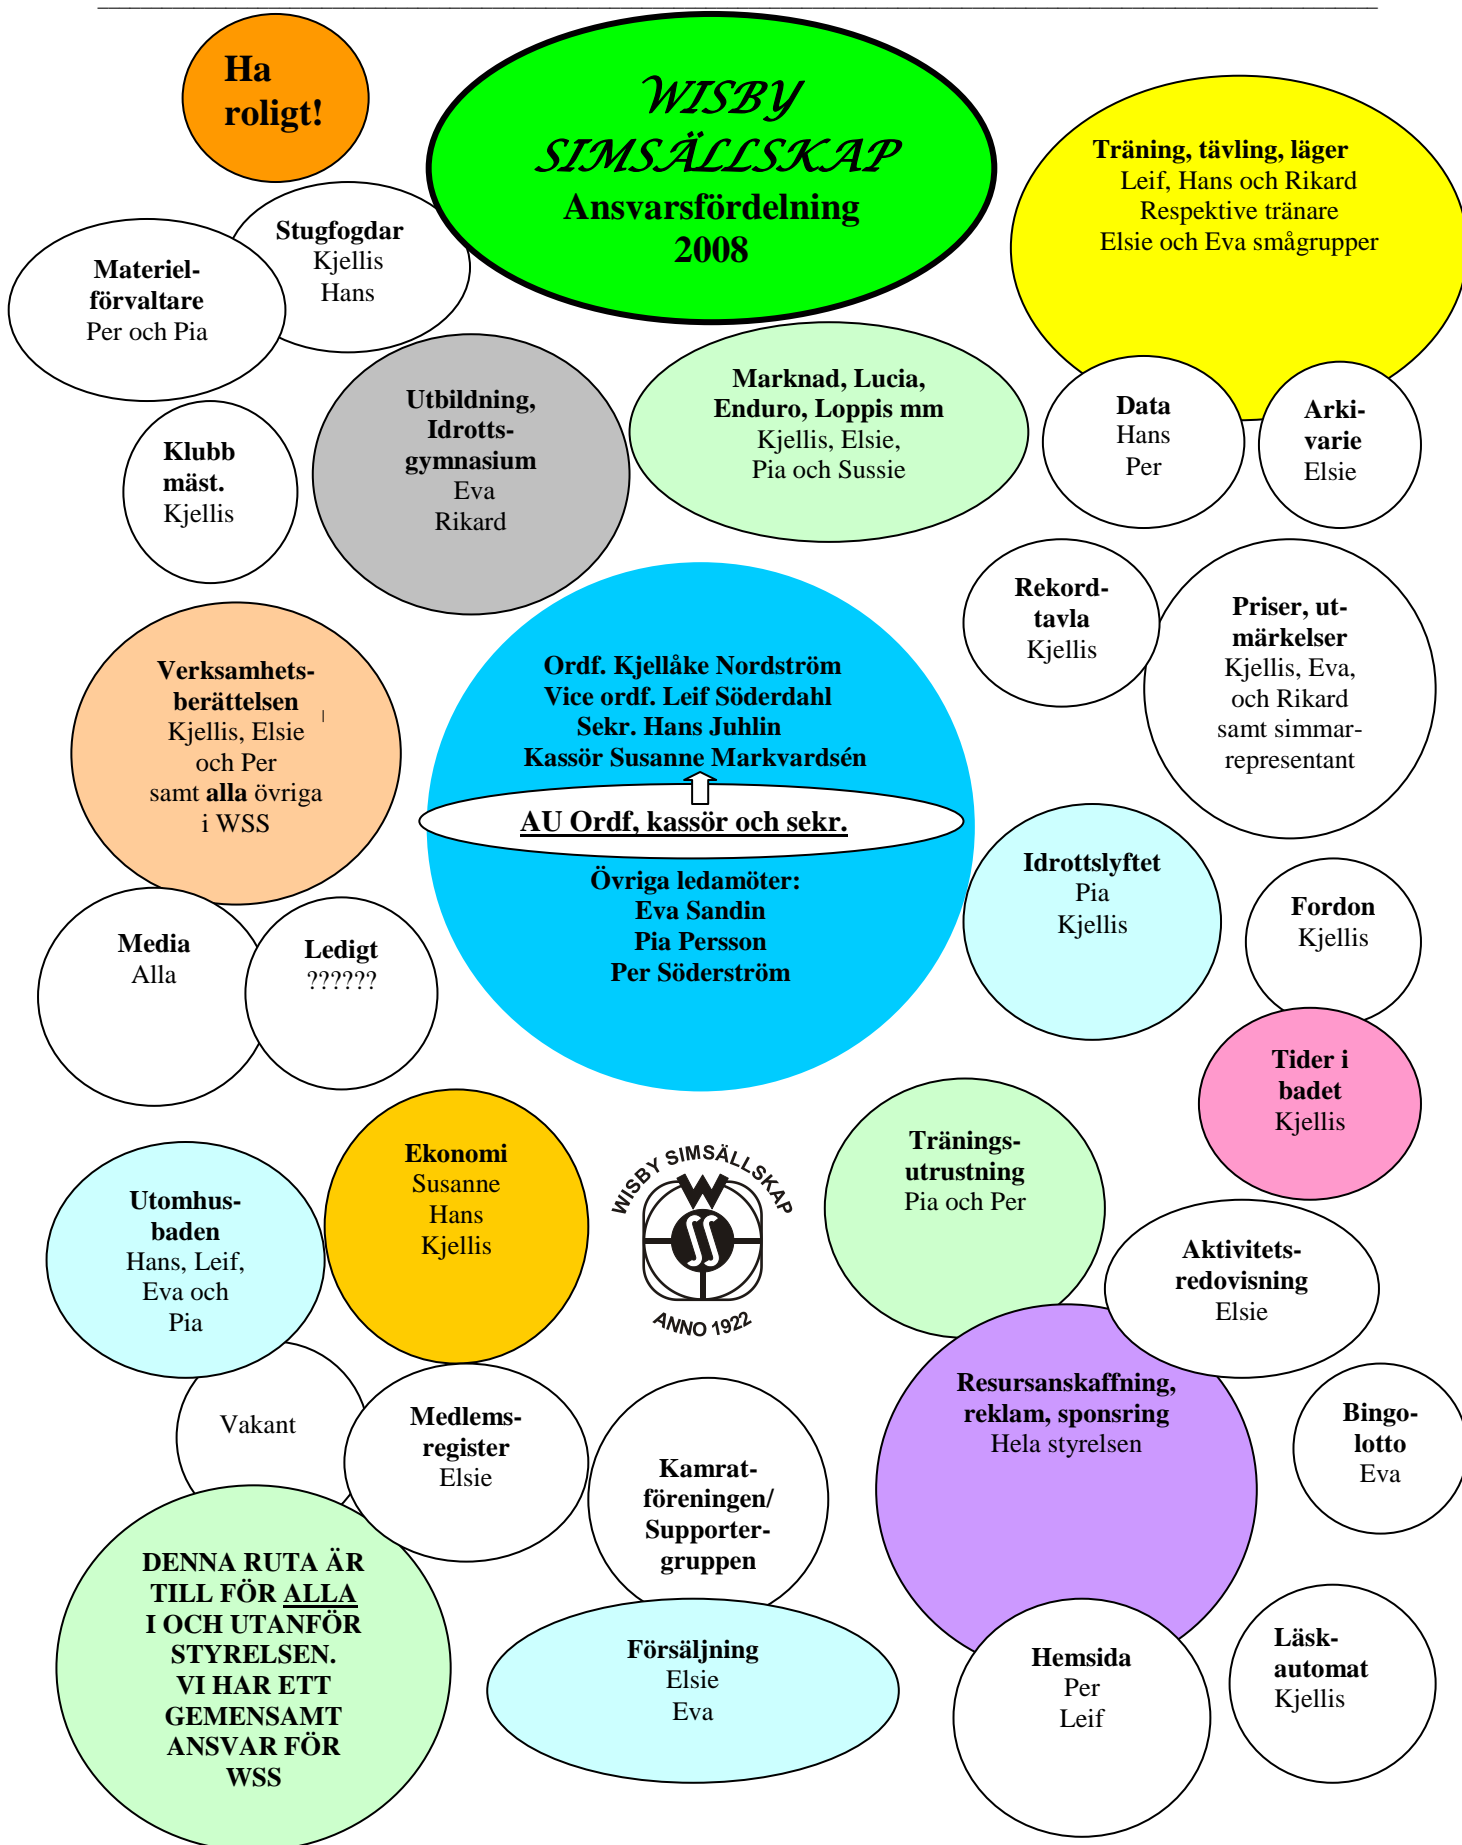 Ha
roligt!
WISBY
SIMSÄLLSKAP
Ansvarsfördelning
2008
Träning, tävling, läger
Leif, Hans och Rikard
Respektive tränare
Elsie och Eva smågrupper
Stugfogdar
Kjellis
Hans
Materiel-
förvaltare
Per och Pia
Utbildning,
Idrotts-
gymnasium
Eva
Rikard
Marknad, Lucia,
Enduro, Loppis mm
Kjellis, Elsie,
Pia och Sussie
Data
Hans
Per
Arki-
varie
Elsie
Klubb
mäst.
Kjellis
Rekord-
tavla
Kjellis
Priser, ut-
märkelser
Kjellis, Eva,
och Rikard
samt simmar-
representant
Verksamhets-
berättelsen
Kjellis, Elsie
och Per
samt alla övriga
i WSS
Ordf. Kjellåke Nordström
Vice ordf. Leif Söderdahl
Sekr. Hans Juhlin
Kassör Susanne Markvardsén
AU Ordf, kassör och sekr.
Övriga ledamöter:
Eva Sandin
Pia Persson
Per Söderström
Idrottslyftet
Pia
Kjellis
Fordon
Kjellis
Media
Alla
Ledigt
??????
Tider i
badet
Kjellis
Ekonomi
Susanne
Hans
Kjellis
WISBY SIMSÄLLSKAP
W
SS
ANNO 1922
Tränings-
utrustning
Pia och Per
Utomhus-
baden
Hans, Leif,
Eva och
Pia
Aktivitets-
redovisning
Elsie
Vakant
Medlems-
register
Elsie
Kamrat-
föreningen/
Supporter-
gruppen
Resursanskaffning,
reklam, sponsring
Hela styrelsen
Bingo-
lotto
Eva
DENNA RUTA ÄR
TILL FÖR ALLA
I OCH UTANFÖR
STYRELSEN.
VI HAR ETT
GEMENSAMT
ANSVAR FÖR
WSS
Försäljning
Elsie
Eva
Hemsida
Per
Leif
Läsk-
automat
Kjellis